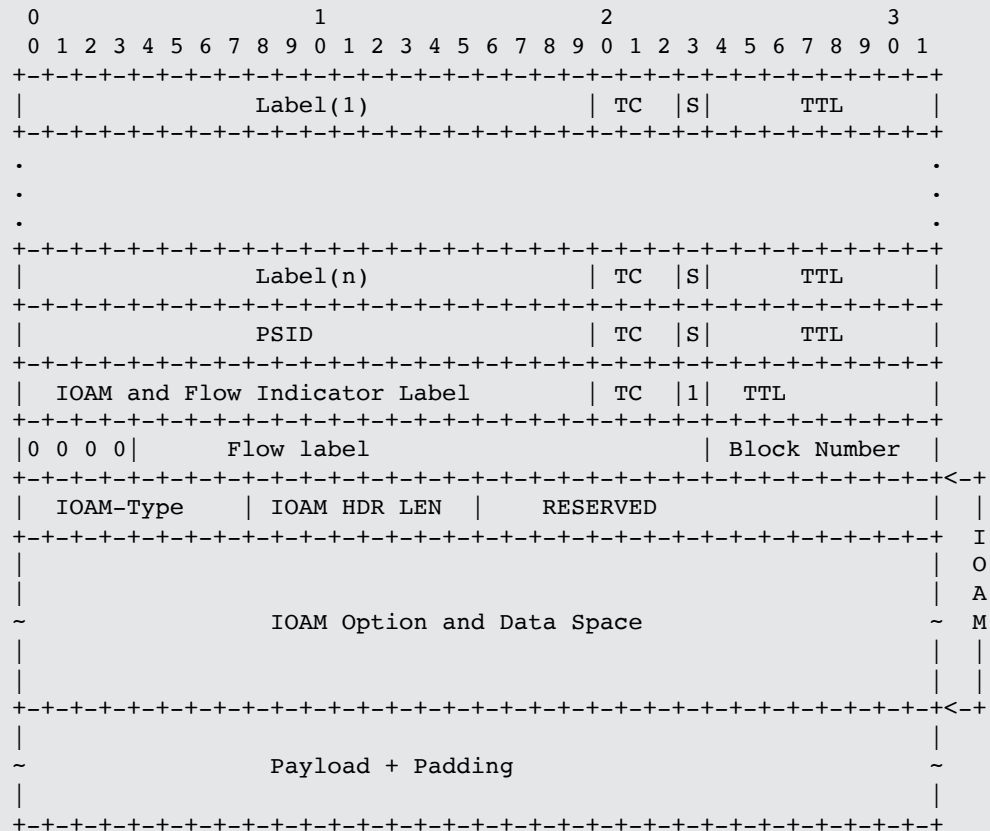 0                   1                   2                   3
 0 1 2 3 4 5 6 7 8 9 0 1 2 3 4 5 6 7 8 9 0 1 2 3 4 5 6 7 8 9 0 1
+-+-+-+-+-+-+-+-+-+-+-+-+-+-+-+-+-+-+-+-+-+-+-+-+-+-+-+-+-+-+-+-+
|                Label(1)               | TC  |S|      TTL      |
+-+-+-+-+-+-+-+-+-+-+-+-+-+-+-+-+-+-+-+-+-+-+-+-+-+-+-+-+-+-+-+-+
.                                                               .
.                                                               .
.                                                               .
+-+-+-+-+-+-+-+-+-+-+-+-+-+-+-+-+-+-+-+-+-+-+-+-+-+-+-+-+-+-+-+-+
|                Label(n)               | TC  |S|      TTL      |
+-+-+-+-+-+-+-+-+-+-+-+-+-+-+-+-+-+-+-+-+-+-+-+-+-+-+-+-+-+-+-+-+
|                PSID                   | TC  |S|      TTL      |
+-+-+-+-+-+-+-+-+-+-+-+-+-+-+-+-+-+-+-+-+-+-+-+-+-+-+-+-+-+-+-+-+
|  IOAM and Flow Indicator Label        | TC  |1|  TTL          |
+-+-+-+-+-+-+-+-+-+-+-+-+-+-+-+-+-+-+-+-+-+-+-+-+-+-+-+-+-+-+-+-+
|0 0 0 0|      Flow label                       | Block Number  |
+-+-+-+-+-+-+-+-+-+-+-+-+-+-+-+-+-+-+-+-+-+-+-+-+-+-+-+-+-+-+-+-+<-+
|  IOAM-Type    | IOAM HDR LEN  |    RESERVED                   |  |
+-+-+-+-+-+-+-+-+-+-+-+-+-+-+-+-+-+-+-+-+-+-+-+-+-+-+-+-+-+-+-+-+  I
|                                                               |  O
|                                                               |  A
~                 IOAM Option and Data Space                    ~  M
|                                                               |  |
|                                                               |  |
+-+-+-+-+-+-+-+-+-+-+-+-+-+-+-+-+-+-+-+-+-+-+-+-+-+-+-+-+-+-+-+-+<-+
|                                                               |
~                 Payload + Padding                             ~
|                                                               |
+-+-+-+-+-+-+-+-+-+-+-+-+-+-+-+-+-+-+-+-+-+-+-+-+-+-+-+-+-+-+-+-+